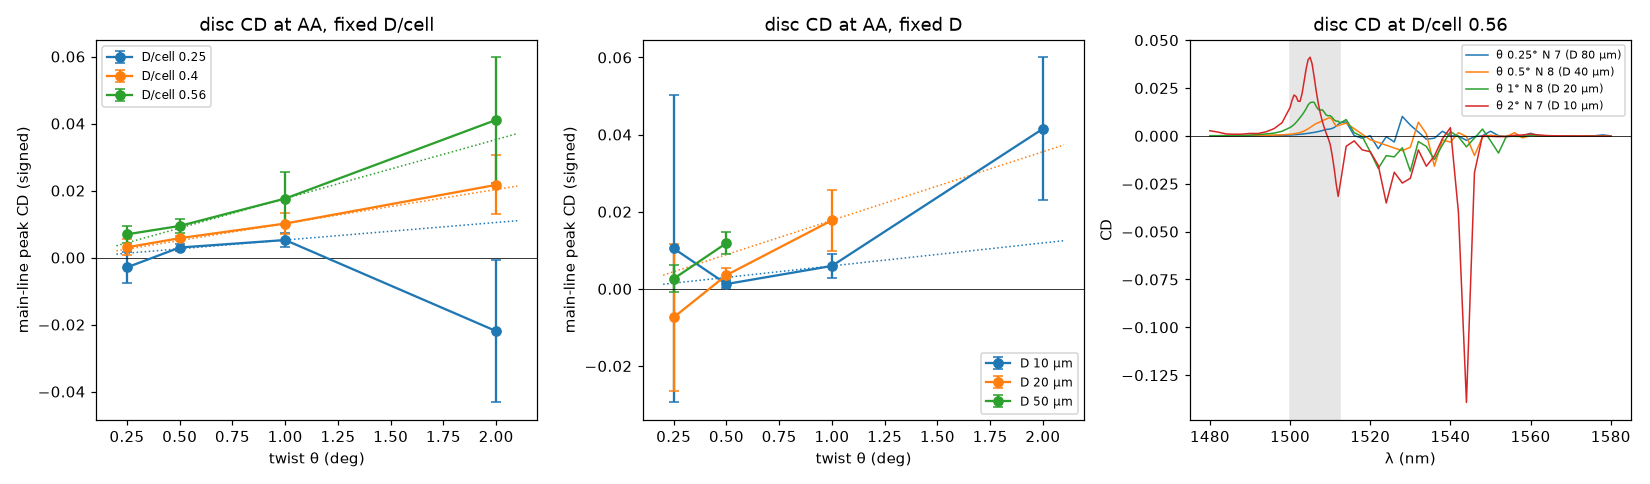 disc CD at AA, fixed D/cell
main-line peak CD (signed)
0.06
0.04
0.02
0.00
−0.02
−0.04
D/cell 0.25
D/cell 0.4
D/cell 0.56
0.25 0.50 0.75 1.00 1.25 1.50 1.75 2.00
twist θ (deg)
disc CD at AA, fixed D
main-line peak CD (signed)
0.06
0.04
0.02
0.00
−0.02
D 10 µm
D 20 µm
D 50 µm
0.25 0.50 0.75 1.00 1.25 1.50 1.75 2.00
twist θ (deg)
disc CD at D/cell 0.56
CD
0.050
0.025
0.000
−0.025
−0.050
−0.075
−0.100
−0.125
θ 0.25° N 7 (D 80 µm)
θ 0.5° N 8 (D 40 µm)
θ 1° N 8 (D 20 µm)
θ 2° N 7 (D 10 µm)
1480 1500 1520 1540 1560 1580
λ (nm)